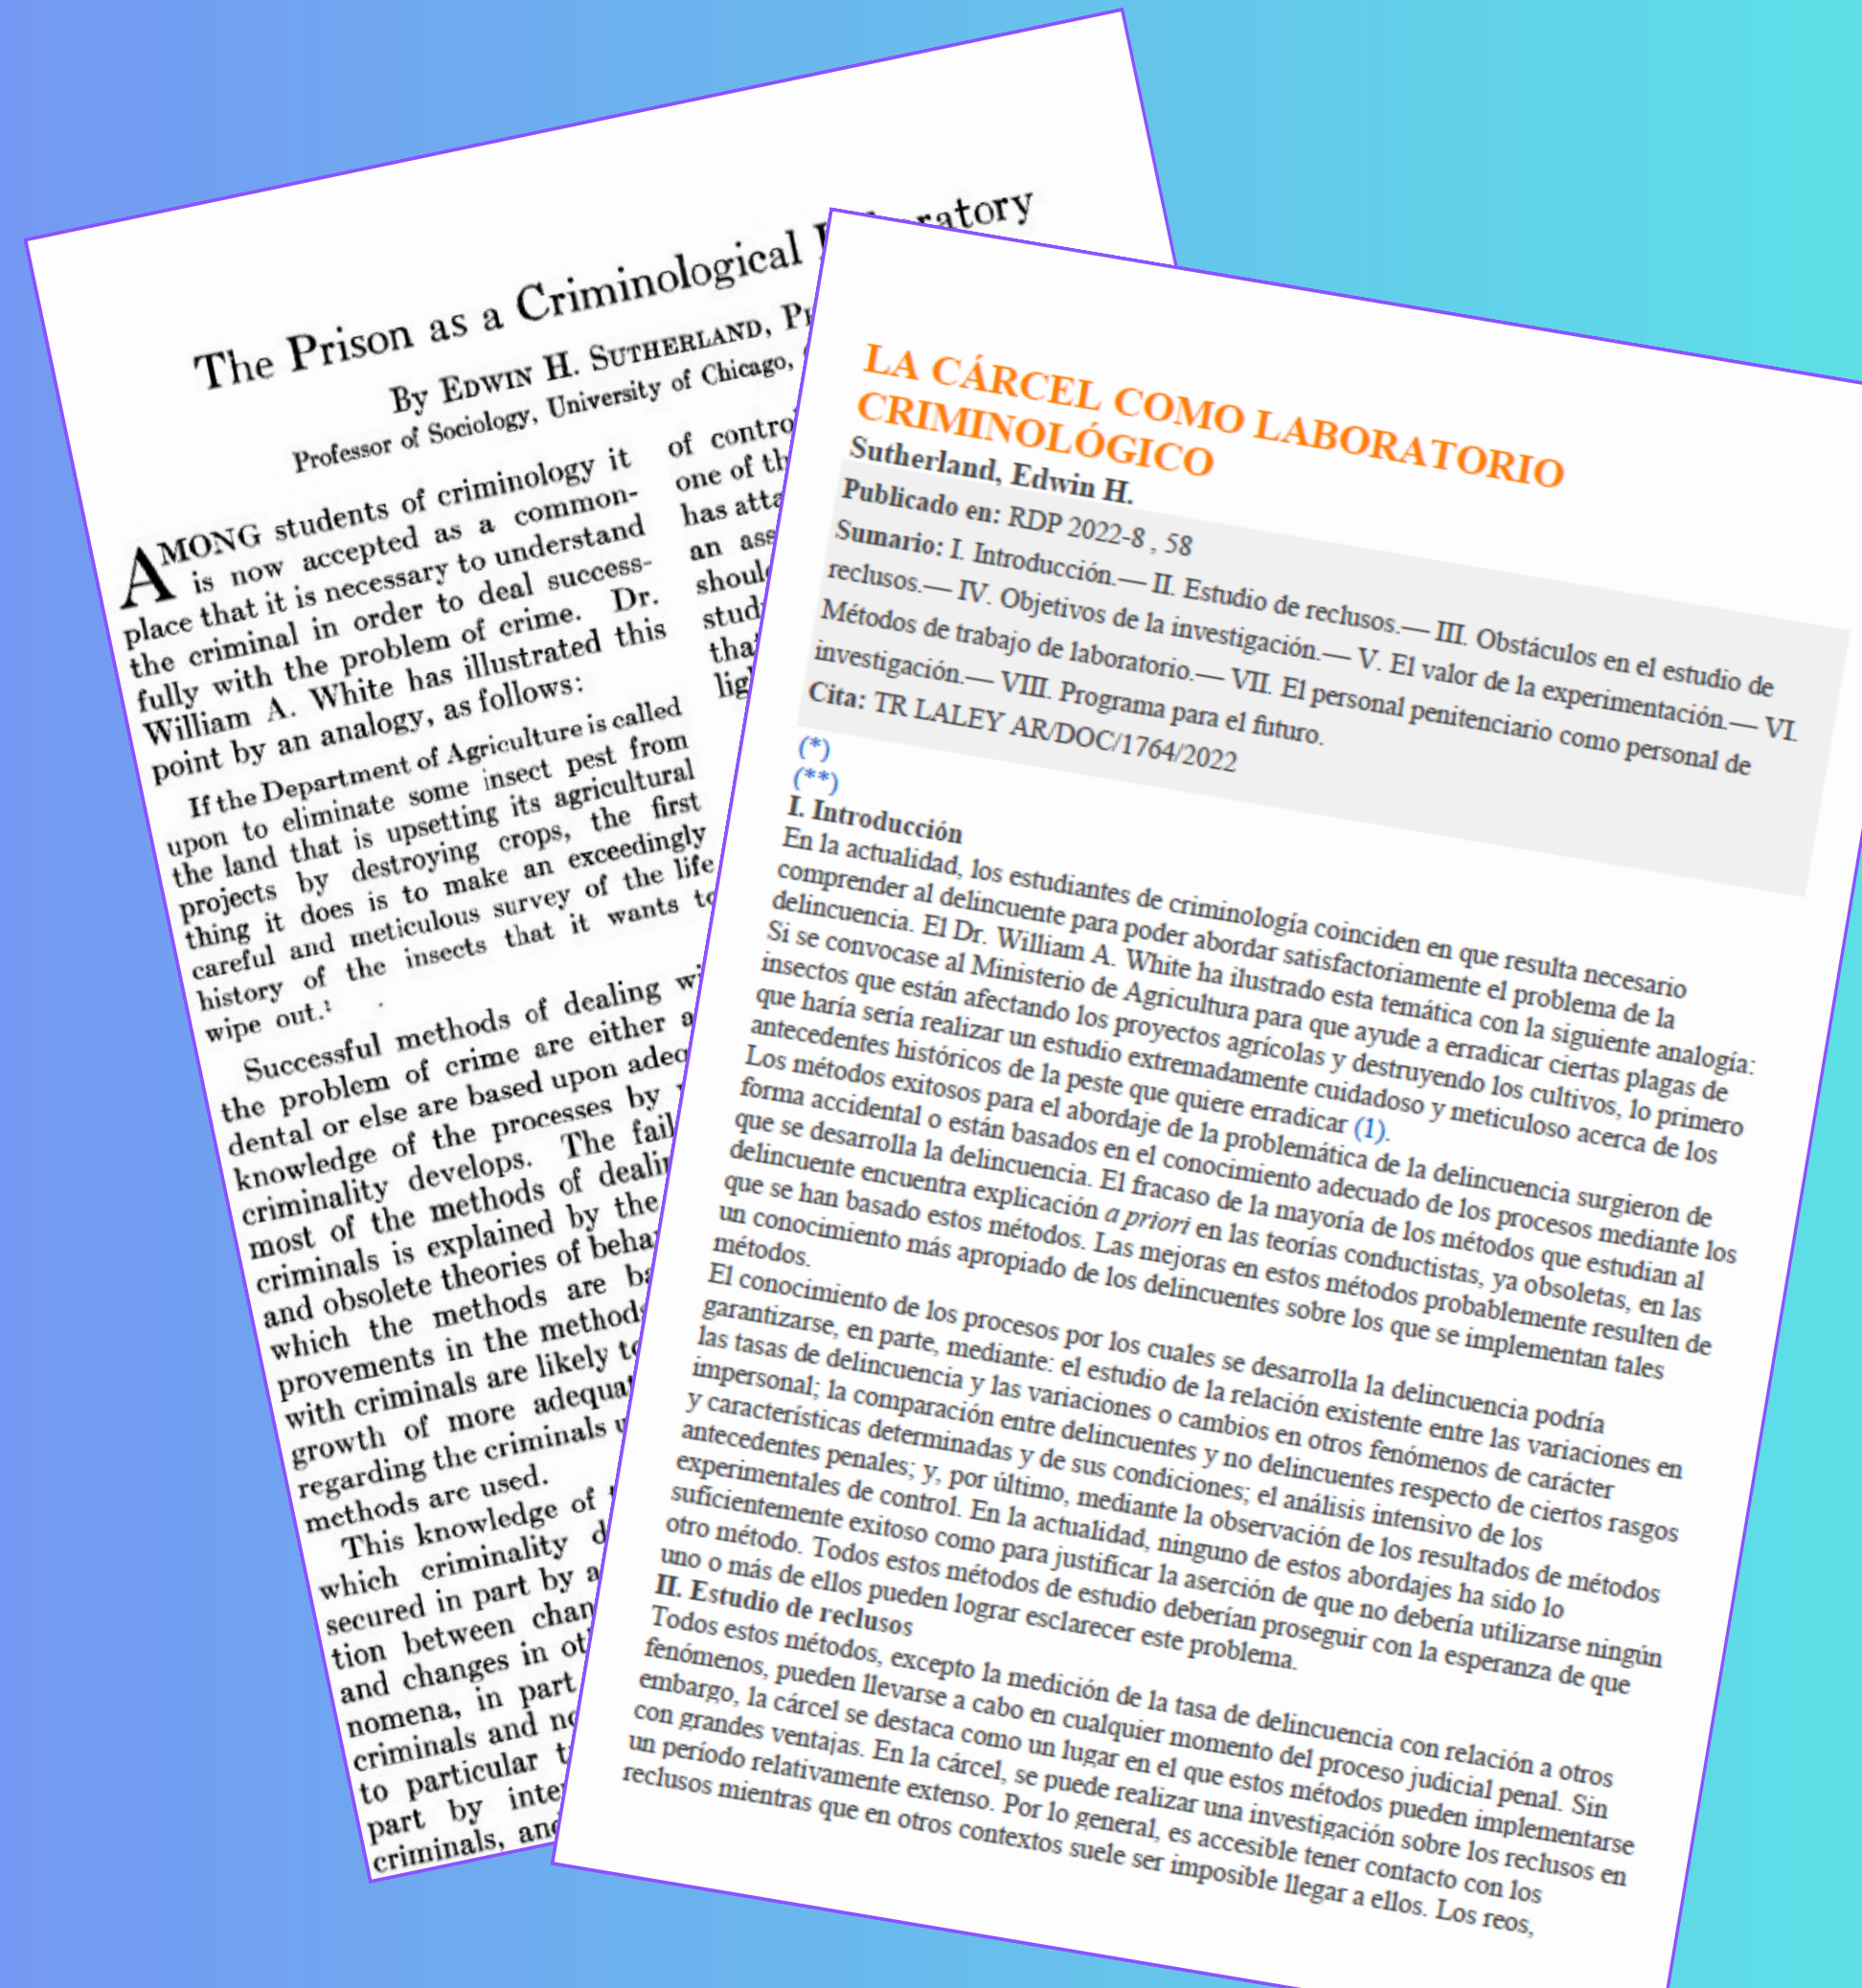 The Prison as a Criminological
By EDWIN H. SUTHERLAND,
Professor of Sociology, University of Chicago,
AMONG students of criminology it
is now accepted as a common-
place that it is necessary to understand
the criminal in order to deal success-
fully with the problem of crime. Dr.
William A. White has illustrated this
point by an analogy, as follows:
If the Department of Agriculture is called
upon to eliminate some insect pest from
the land that is upsetting its agricultural
projects by destroying crops, the first
thing it does is to make an exceedingly
careful and meticulous survey of the life
history of the insects that it wants to
wipe out.¹
Successful methods of dealing
the problem of crime are either
dental or else are based upon
knowledge of the processes by
criminality develops. The
most of the methods of
criminals is explained by the
and obsolete theories of
which the methods are
provements in the
with criminals are likely to
growth of more
regarding the criminals
methods are used.
This knowledge of
which criminality
secured in part by a
tion between
and changes in
nomena, in part
criminals and
to particular
part by
criminals, and
of
one of
has
an
LA CÁRCEL COMO LABORATORIO
CRIMINOLÓGICO
Sutherland, Edwin H.
Publicado en: RDP 2022-8 , 58
Sumario: I. Introducción.— II. Estudio de reclusos.— III. Obstáculos en el estudio de
reclusos.— IV. Objetivos de la investigación.— V. El valor de la experimentación.— VI.
Métodos de trabajo de laboratorio.— VII. El personal penitenciario como personal de
investigación.— VIII. Programa para el futuro.
Cita: TR LALEY AR/DOC/1764/2022
(*)
(**)
I. Introducción
En la actualidad, los estudiantes de criminología coinciden en que resulta necesario
comprender al delincuente para poder abordar satisfactoriamente el problema de la
delincuencia. El Dr. William A. White ha ilustrado esta temática con la siguiente analogía:
Si se convocase al Ministerio de Agricultura para que ayude a erradicar ciertas plagas de
insectos que están afectando los proyectos agrícolas y destruyendo los cultivos, lo primero
que haría sería realizar un estudio extremadamente cuidadoso y meticuloso acerca de los
antecedentes históricos de la peste que quiere erradicar (1).
Los métodos exitosos para el abordaje de la problemática de la delincuencia surgieron de
forma accidental o están basados en el conocimiento adecuado de los procesos mediante los
que se desarrolla la delincuencia. El fracaso de la mayoría de los métodos que estudian al
delincuente encuentra explicación a priori en las teorías conductistas, ya obsoletas, en las
que se han basado estos métodos. Las mejoras en estos métodos probablemente resulten de
un conocimiento más apropiado de los delincuentes sobre los que se implementan tales
métodos.
El conocimiento de los procesos por los cuales se desarrolla la delincuencia podría
garantizarse, en parte, mediante: el estudio de la relación existente entre las variaciones en
las tasas de delincuencia y las variaciones o cambios en otros fenómenos de carácter
impersonal; la comparación entre delincuentes y no delincuentes respecto de ciertos rasgos
y características determinadas y de sus condiciones; el análisis intensivo de los
antecedentes penales; y, por último, mediante la observación de los resultados de métodos
experimentales de control. En la actualidad, ninguno de estos abordajes ha sido lo
suficientemente exitoso como para justificar la aserción de que no debería utilizarse ningún
otro método. Todos estos métodos de estudio deberían proseguir con la esperanza de que
uno o más de ellos pueden lograr esclarecer este problema.
II. Estudio de reclusos
Todos estos métodos, excepto la medición de la tasa de delincuencia con relación a otros
fenómenos, pueden llevarse a cabo en cualquier momento del proceso judicial penal. Sin
embargo, la cárcel se destaca como un lugar en el que estos métodos pueden implementarse
con grandes ventajas. En la cárcel, se puede realizar una investigación sobre los reclusos en
un período relativamente extenso. Por lo general, es accesible tener contacto con los
reclusos mientras que en otros contextos suele ser imposible llegar a ellos. Los reos,